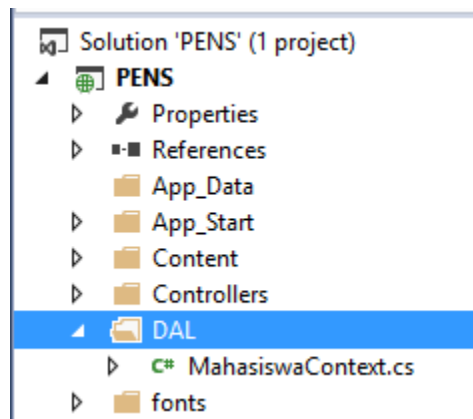 Solution 'PENS' (1 project)
PENS
Properties
References
App_Data
App_Start
Content
Controllers
DAL
C# MahasiswaContext.cs
fonts